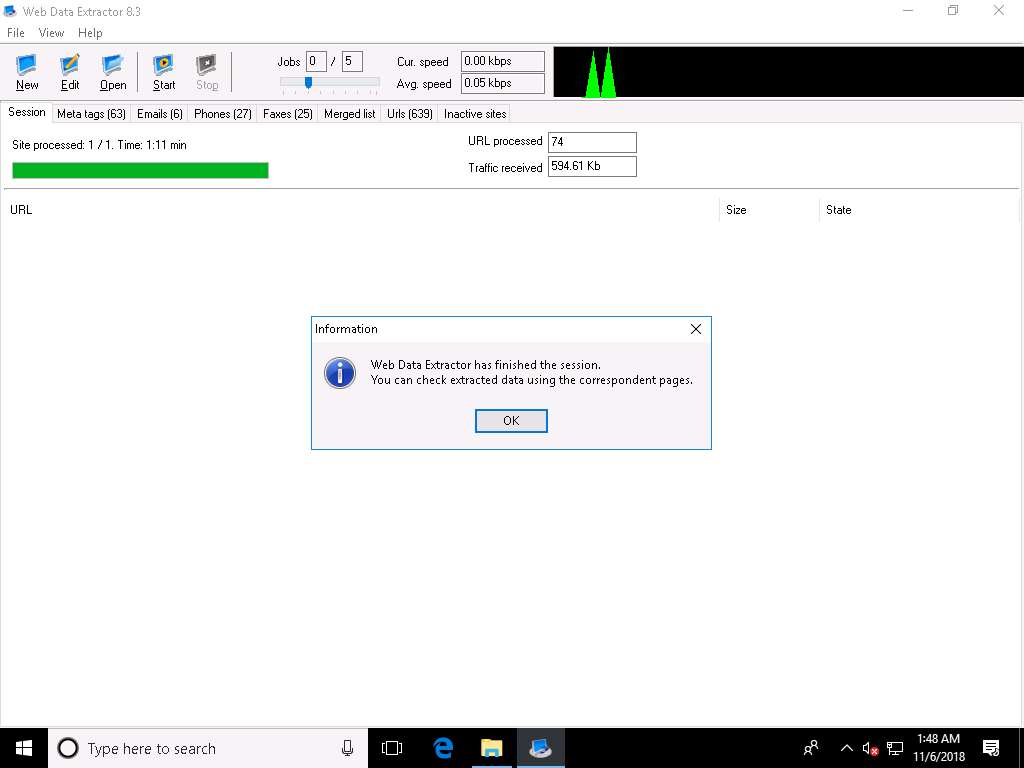 Web Data Extractor 8.3
File View Help
New Edit Open Start Stop
Jobs 0 / 5
Cur. speed 0.00 kbps
Avg. speed 0.05 kbps
Session Meta tags (63) Emails (6) Phones (27) Faxes (25) Merged list Urls (639) Inactive sites
Site processed: 1 / 1. Time: 1:11 min
URL processed 74
Traffic received 594.61 Kb
URL Size State
Information
Web Data Extractor has finished the session.
You can check extracted data using the correspondent pages.
OK
Type here to search
1:48 AM
11/6/2018